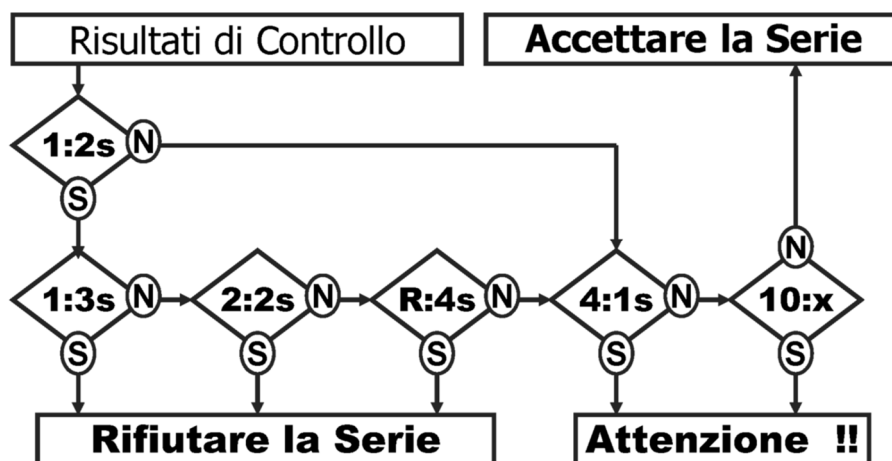 Risultati di Controllo
Accettare la Serie
1:2s
N
S
1:3s
N
S
2:2s
N
S
R:4s
N
S
4:1s
N
S
10:x
N
S
Rifiutare la Serie
Attenzione !!